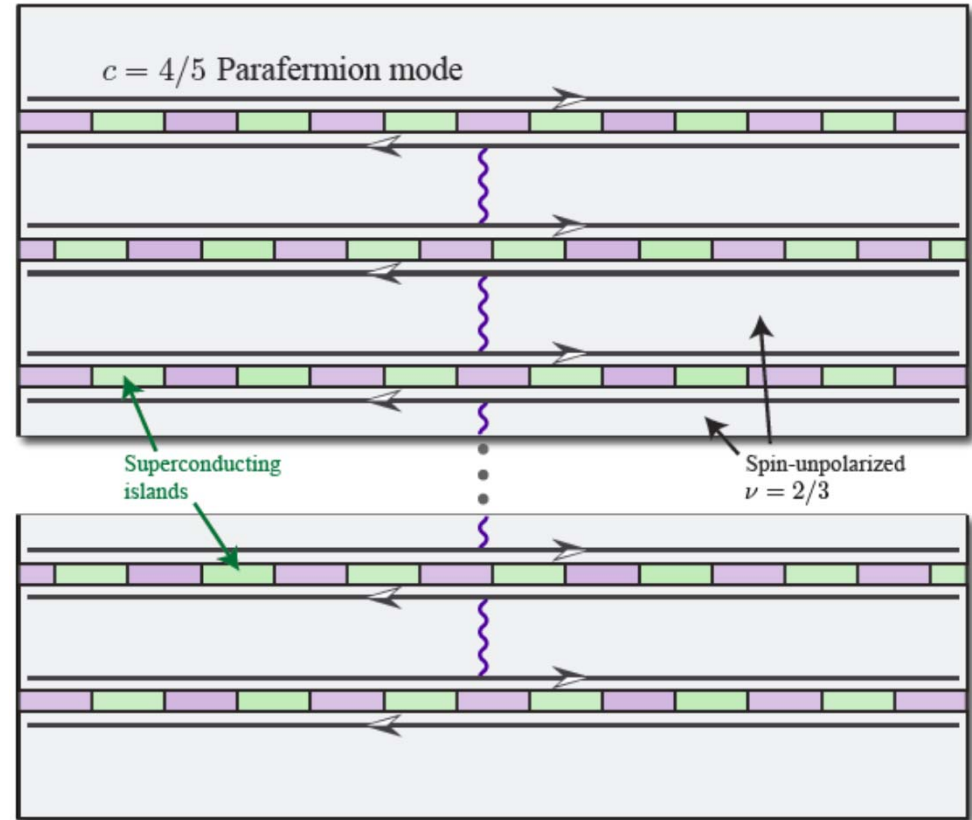 c = 4/5 Parafermion mode
Superconducting
islands
Spin-unpolarized
ν = 2/3